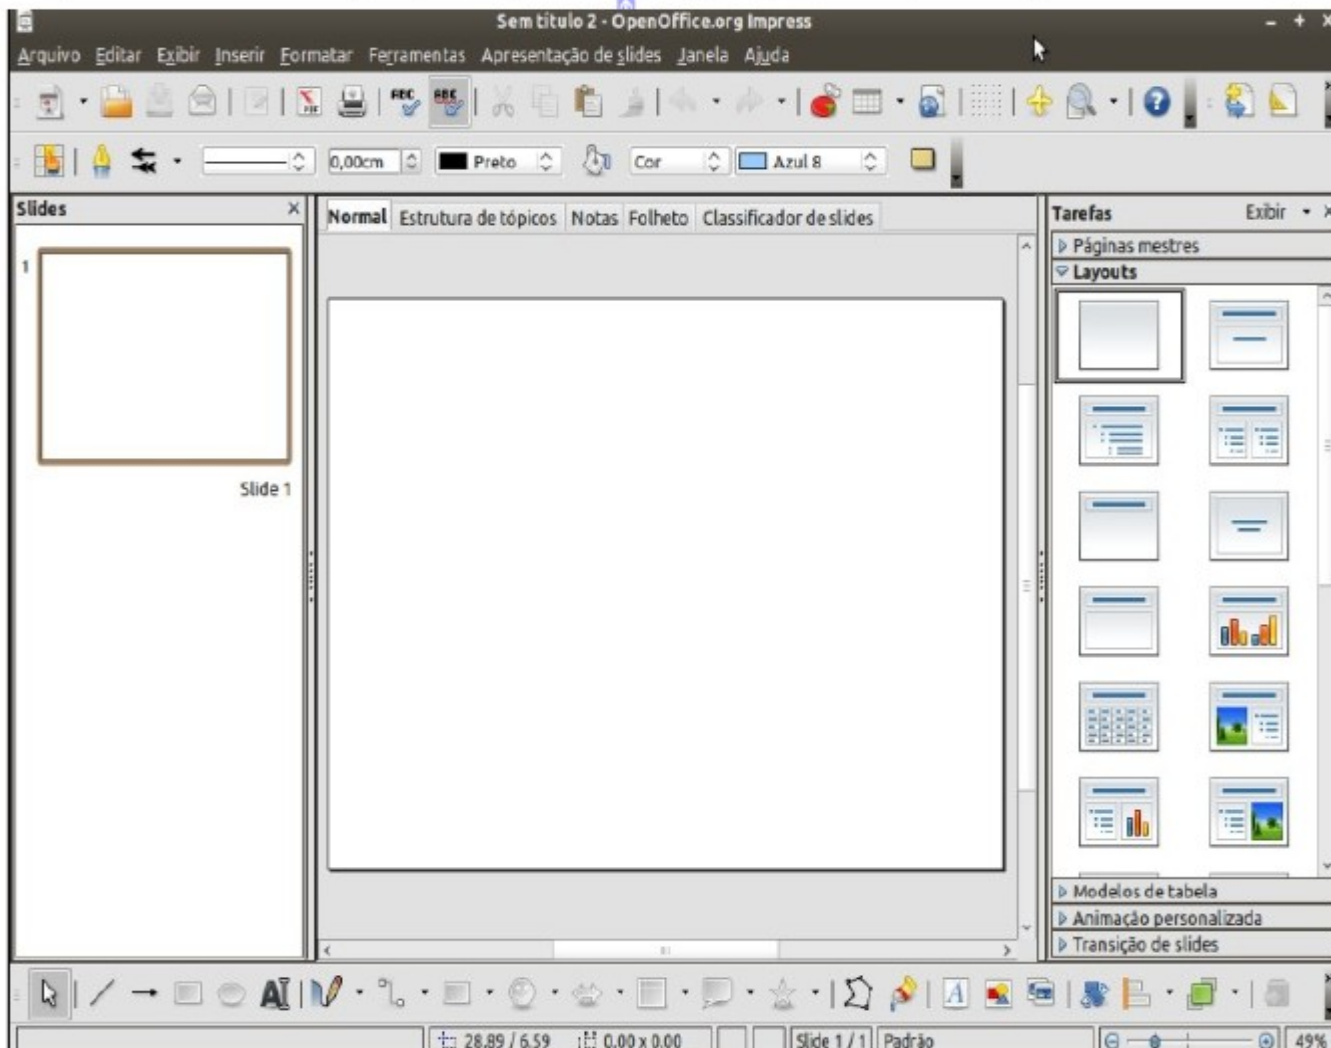 Sem título 2 - OpenOffice.org Impress
Arquivo Editar Exibir Inserir Formatar Ferramentas Apresentação de slides Janela Ajuda
ABC ABC
0,00cm Preto Cor Azul 8
Slides
Normal Estrutura de tópicos Notas Folheto Classificador de slides
Tarefas Exibir
Páginas mestres
Layouts
1
Slide 1
Modelos de tabela
Animação personalizada
Transição de slides
28,89 / 6,59 0,00 x 0,00 Slide 1 / 1 Padrão 49%